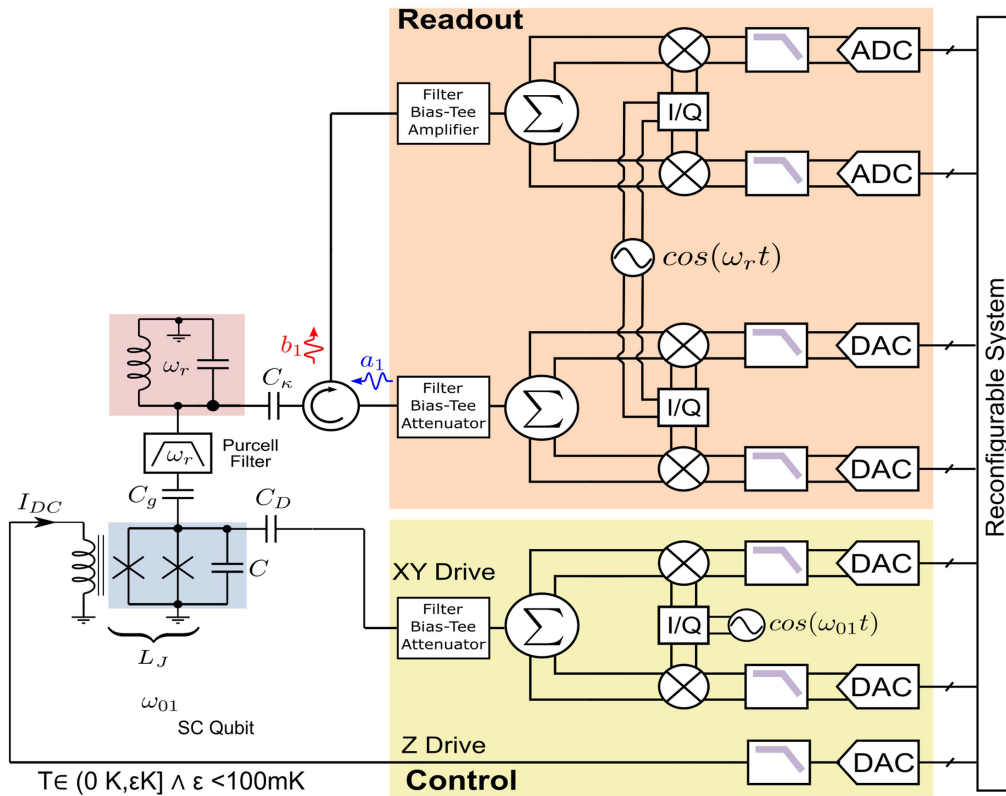 Readout
Filter
Bias-Tee
Amplifier
∑
I/Q
ADC
ADC
cos(ω_r t)
b_1
a_1
ω_r
C_κ
Filter
Bias-Tee
Attenuator
∑
I/Q
DAC
DAC
ω_r
Purcell
Filter
C_g
C_D
I_DC
C
L_J
ω_01
SC Qubit
XY Drive
Filter
Bias-Tee
Attenuator
∑
I/Q
cos(ω_01 t)
DAC
DAC
Z Drive
DAC
Control
T∈ (0 K,εK] ∧ ε <100mK
Reconfigurable System